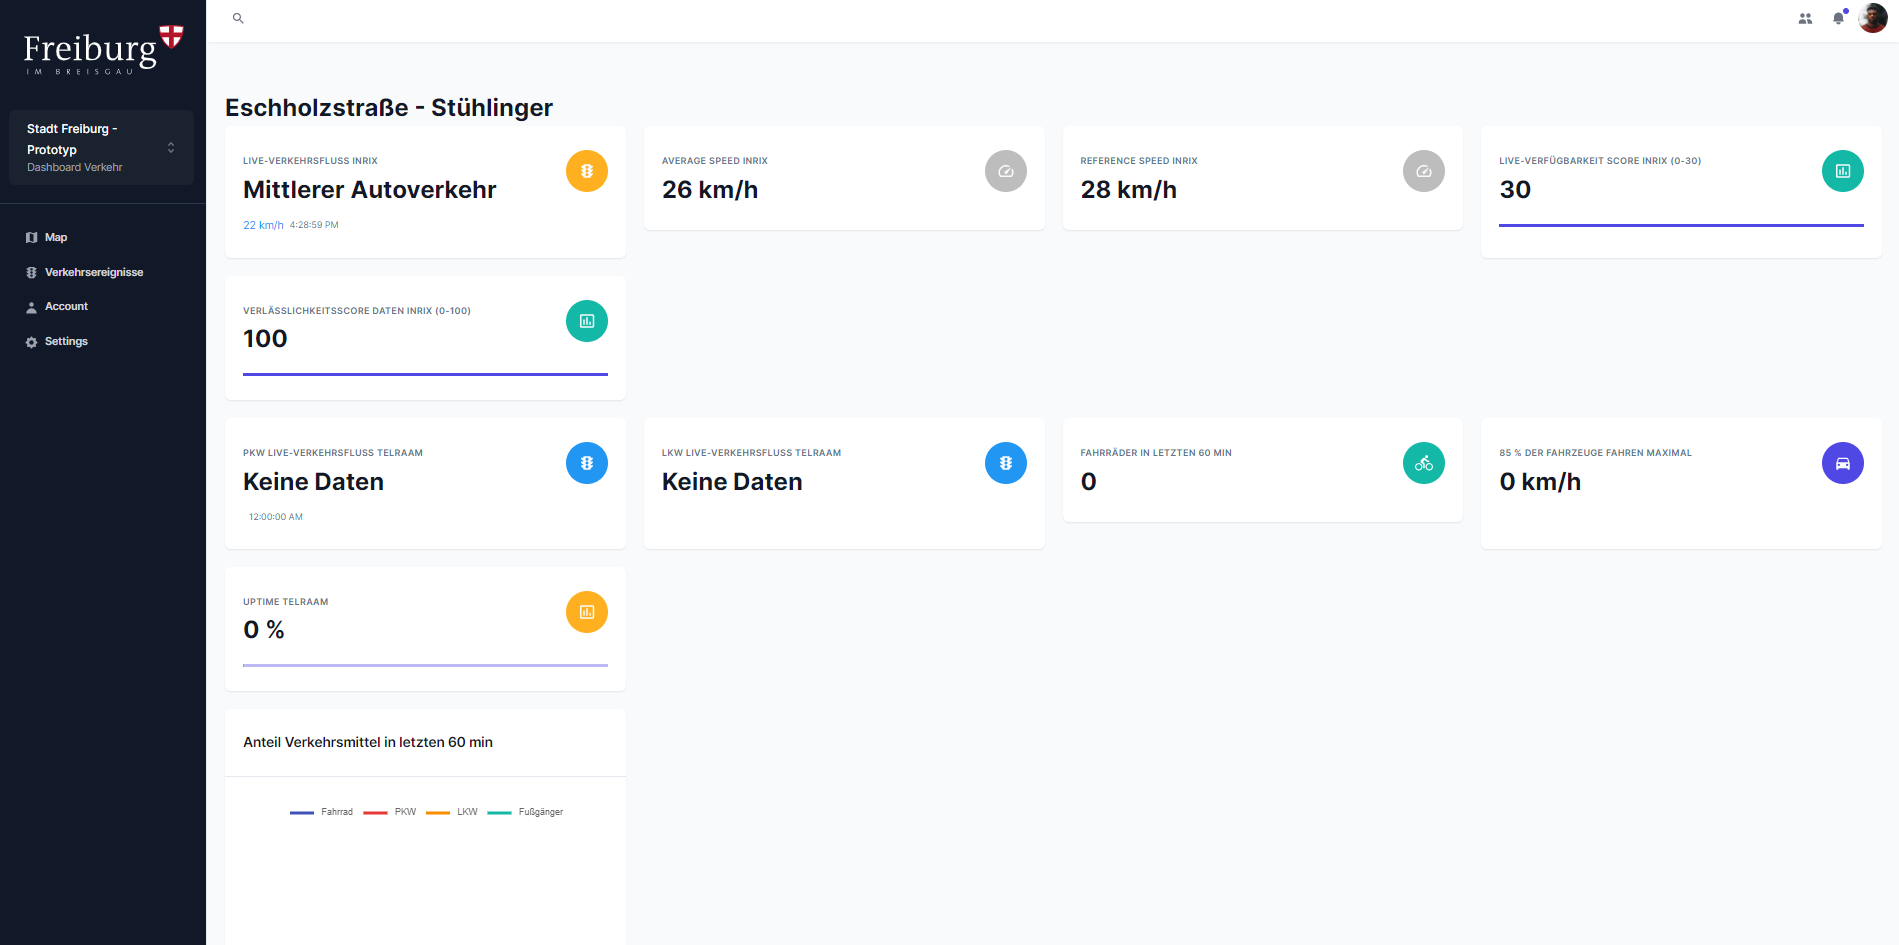 Freiburg
IM BREISGAU
Stadt Freiburg -
Prototyp
Dashboard Verkehr
Map
Verkehrsereignisse
Account
Settings
Eschholzstraße - Stühlinger
LIVE-VERKEHRSFLUSS INRIX
Mittlerer Autoverkehr
22 km/h 4:28:59 PM
AVERAGE SPEED INRIX
26 km/h
REFERENCE SPEED INRIX
28 km/h
LIVE-VERFÜGBARKEIT SCORE INRIX (0-30)
30
VERLÄSSLICHKEITSSCORE DATEN INRIX (0-100)
100
PKW LIVE-VERKEHRSFLUSS TELRAAM
Keine Daten
12:00:00 AM
LKW LIVE-VERKEHRSFLUSS TELRAAM
Keine Daten
FAHRRÄDER IN LETZTEN 60 MIN
0
85 % DER FAHRZEUGE FAHREN MAXIMAL
0 km/h
UPTIME TELRAAM
0 %
Anteil Verkehrsmittel in letzten 60 min
Fahrrad PKW LKW Fußgänger